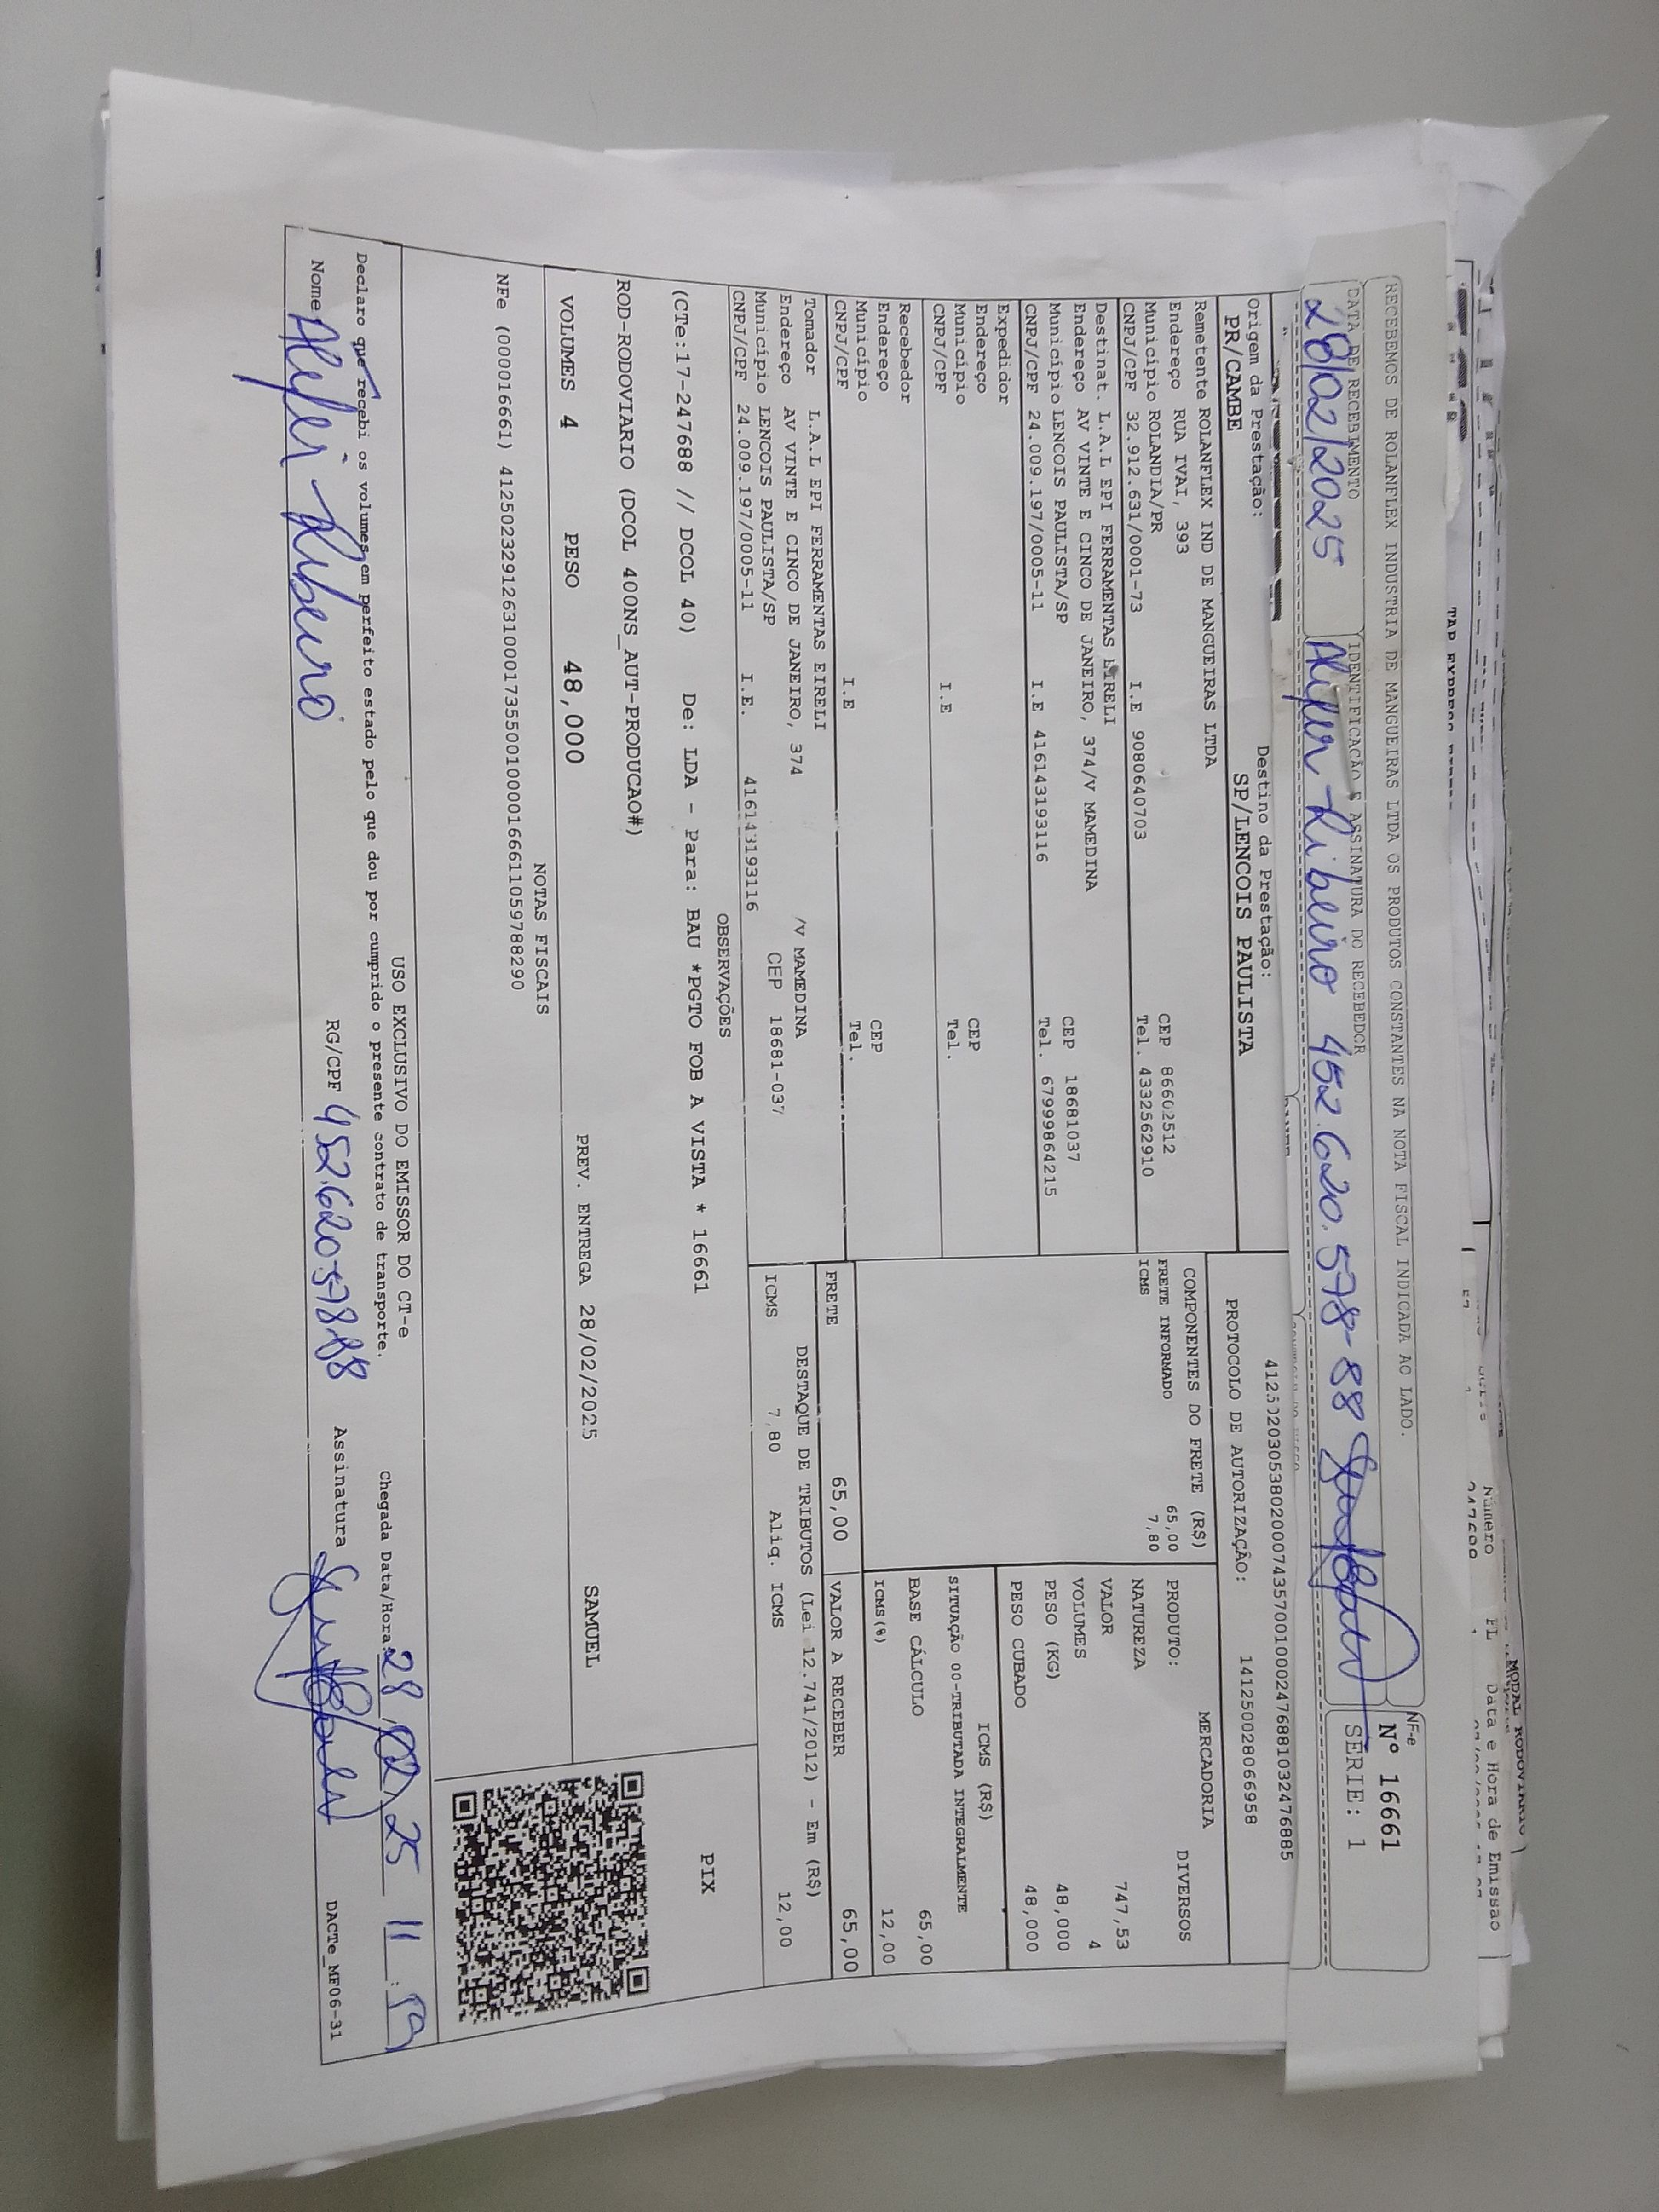 MODAL RODOVIARIO
Número FL Data e Hora de Emissão
RECEBEMOS DE ROLANFLEX INDUSTRIA DE MANGUEIRAS LTDA OS PRODUTOS CONSTANTES NA NOTA FISCAL INDICADA AO LADO.
NF-e
Nº 16661
SÉRIE: 1
DATA DE RECEBIMENTO
IDENTIFICAÇÃO E ASSINATURA DO RECEBEDOR
28/02/2025
Ribeiro 452.620.578-88
1412500280666958
Origem da Prestação:
Destino da Prestação:
PROTOCOLO DE AUTORIZAÇÃO:
PR/CAMBE
SP/LENCOIS PAULISTA
Remetente ROLANFLEX IND DE MANGUEIRAS LTDA
Endereço RUA IVAI, 393
CEP 86602512
Município ROLANDIA/PR
Tel. 4332562910
CNPJ/CPF 32.912.631/0001-73
I.E 9080640703
Destinat. L.A.L EPI FERRAMENTAS EIRELI
Endereço AV VINTE E CINCO DE JANEIRO, 374/V MAMEDINA
CEP 18681037
Município LENCOIS PAULISTA/SP
Tel. 67999864215
CNPJ/CPF 24.009.197/0005-11
I.E 416143193116
Expedidor
Endereço
CEP
Município
Tel.
CNPJ/CPF
I.E
Recebedor
Endereço
CEP
Município
Tel.
CNPJ/CPF
I.E
Tomador L.A.L EPI FERRAMENTAS EIRELI
Endereço AV VINTE E CINCO DE JANEIRO, 374 /V MAMEDINA
Município LENCOIS PAULISTA/SP
CEP 18681-037
CNPJ/CPF 24.009.197/0005-11
I.E. 416143193116
COMPONENTES DO FRETE (R$)
FRETE INFORMADO 65,00
ICMS 7,80
MERCADORIA
PRODUTO: DIVERSOS
NATUREZA
VALOR 747,53
VOLUMES 4
PESO (KG) 48,000
PESO CUBADO 48,000
ICMS (R$)
SITUAÇÃO 00-TRIBUTADA INTEGRALMENTE
BASE CÁLCULO 65,00
ICMS(%) 12,00
FRETE 65,00
VALOR A RECEBER 65,00
DESTAQUE DE TRIBUTOS (Lei 12.741/2012) - Em (R$)
ICMS 7,80 Aliq. ICMS 12,00
OBSERVAÇÕES
(CTe:17-247688 // DCOL 40) De: LDA - Para: BAU *PGTO FOB A VISTA * 16661
PIX
ROD-RODOVIARIO (DCOL 400NS_AUT-PRODUCAO#)
VOLUMES 4 PESO 48,000 PREV. ENTREGA 28/02/2025 SAMUEL
NOTAS FISCAIS
NFe (000016661) 41250232912631000173550010000166611059788290
USO EXCLUSIVO DO EMISSOR DO CT-e
Declaro que recebi os volumes em perfeito estado pelo que dou por cumprido o presente contrato de transporte.
Chegada Data/Hora 28/02/25 11:
Nome Ribeiro
RG/CPF 452.620.578-88
Assinatura
DACTe_MF06-31